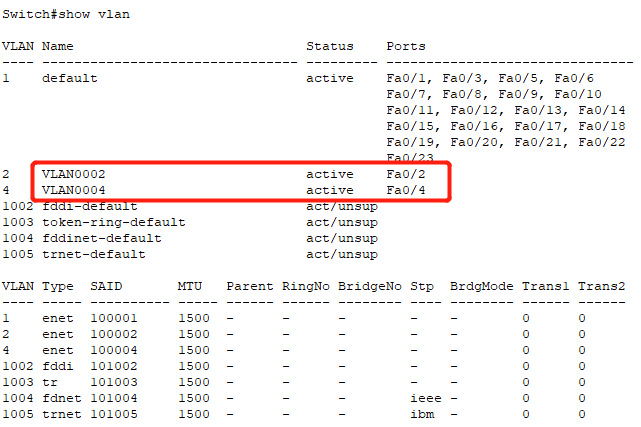 Switch#show vlan
VLAN Name                             Status    Ports
---- -------------------------------- --------- -------------------------------
1    default                          active    Fa0/1, Fa0/3, Fa0/5, Fa0/6
                                                Fa0/7, Fa0/8, Fa0/9, Fa0/10
                                                Fa0/11, Fa0/12, Fa0/13, Fa0/14
                                                Fa0/15, Fa0/16, Fa0/17, Fa0/18
                                                Fa0/19, Fa0/20, Fa0/21, Fa0/22
                                                Fa0/23
2    VLAN0002                         active    Fa0/2
4    VLAN0004                         active    Fa0/4
1002 fddi-default                     act/unsup
1003 token-ring-default               act/unsup
1004 fddinet-default                  act/unsup
1005 trnet-default                    act/unsup
VLAN Type  SAID       MTU   Parent RingNo BridgeNo Stp  BrdgMode Trans1 Trans2
---- ----- ---------- ----- ------ ------ -------- ---- -------- ------ ------
1    enet  100001     1500  -      -      -        -    -        0      0
2    enet  100002     1500  -      -      -        -    -        0      0
4    enet  100004     1500  -      -      -        -    -        0      0
1002 fddi  101002     1500  -      -      -        -    -        0      0
1003 tr    101003     1500  -      -      -        -    -        0      0
1004 fdnet 101004     1500  -      -      -        ieee -        0      0
1005 trnet 101005     1500  -      -      -        ibm  -        0      0